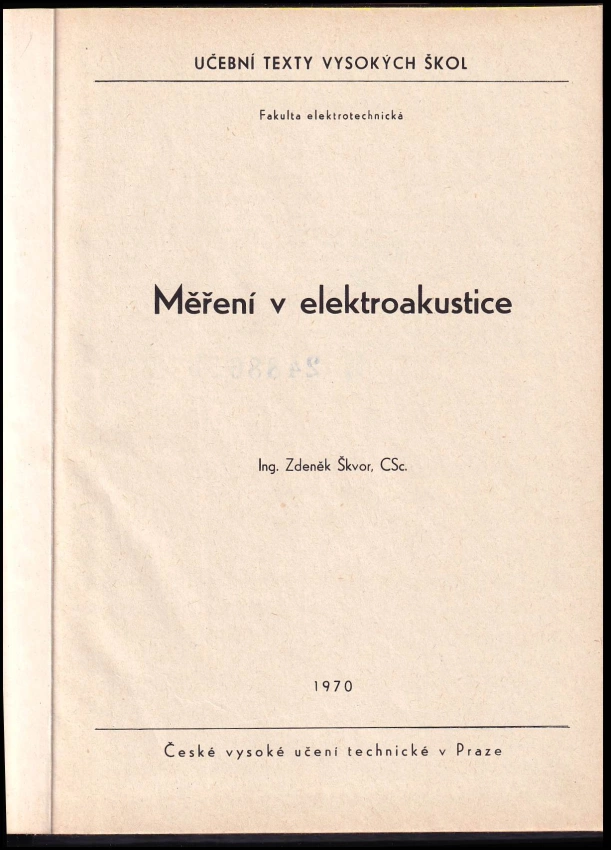 UČEBNÍ TEXTY VYSOKÝCH ŠKOL
Fakulta elektrotechnická
Měření v elektroakustice
Ing. Zdeněk Škvor, CSc.
1970
České vysoké učení technické v Praze